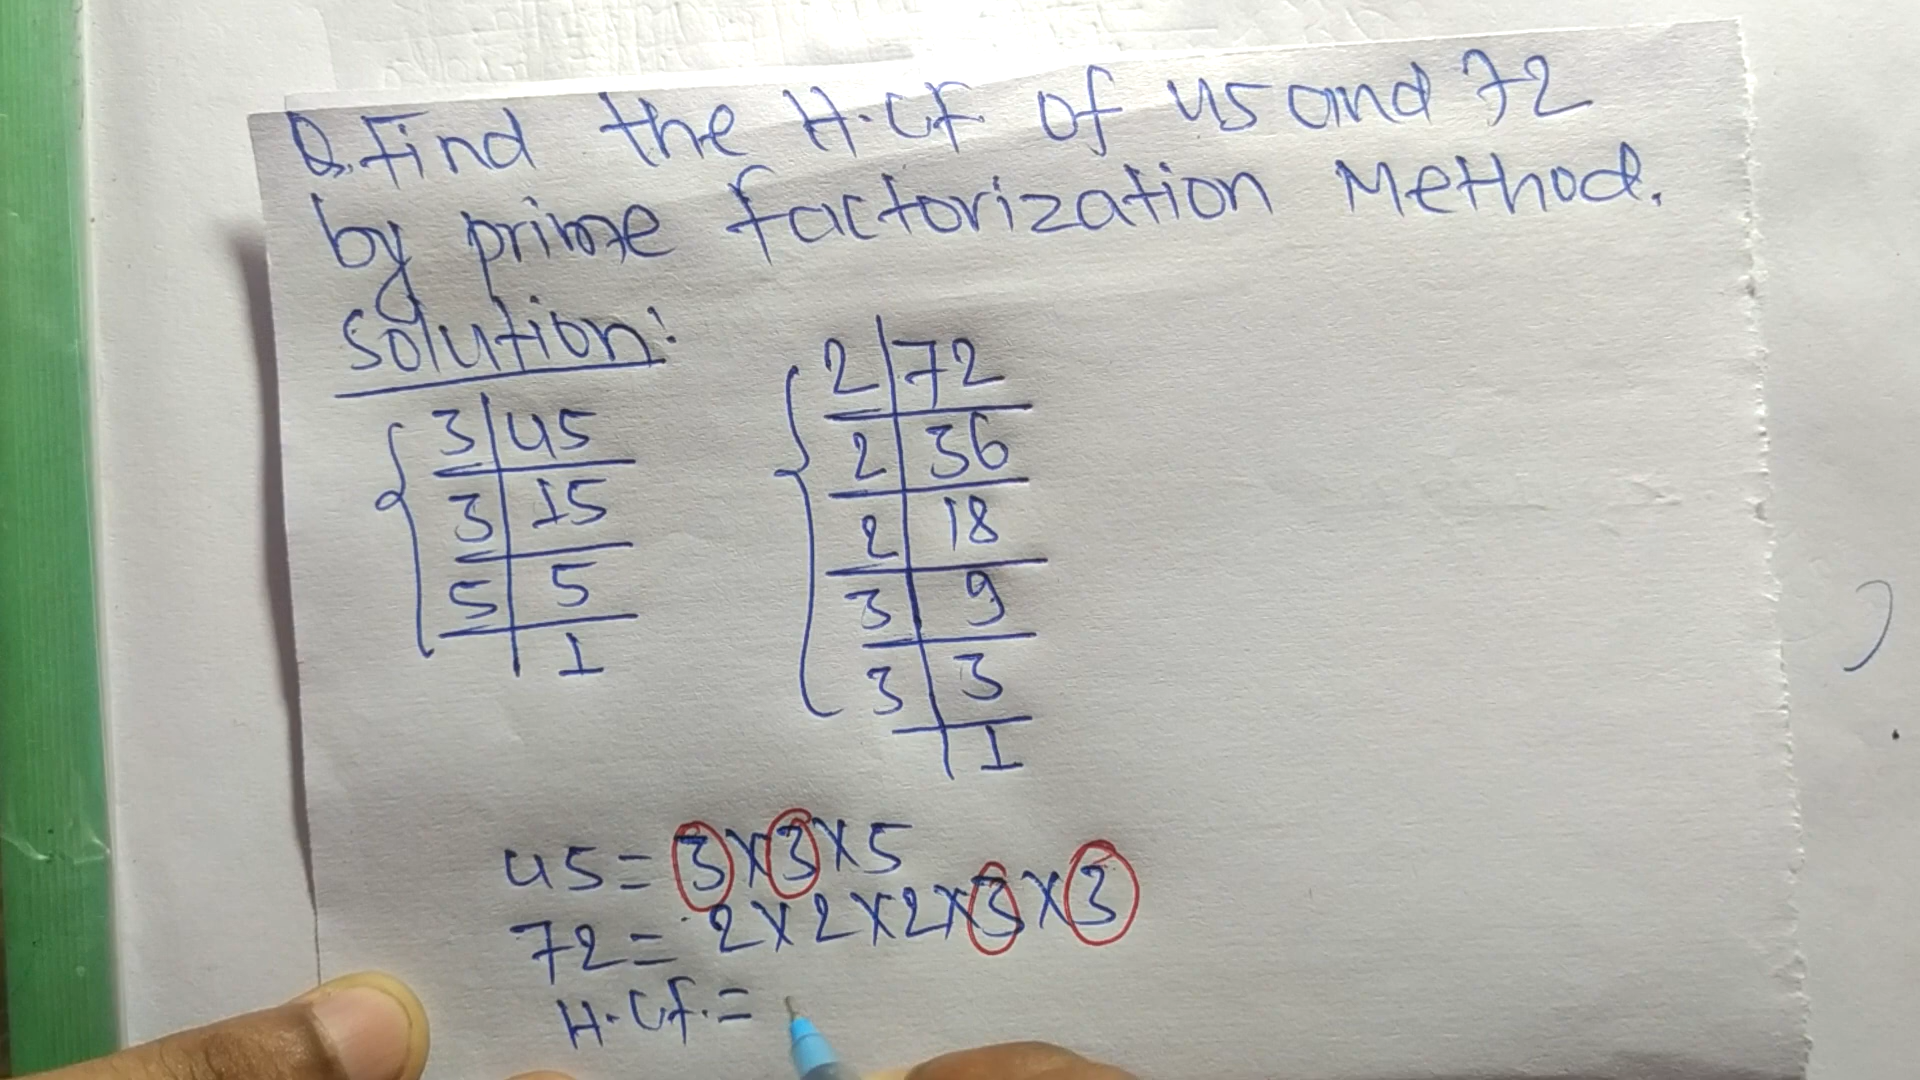 Q. Find the H.C.F. of 45 and 72
by prime factorization Method.
Solution:
3 | 45
3 | 15
5 | 5
1
2 | 72
2 | 36
2 | 18
3 | 9
3 | 3
1
45 = 3 X 3 X 5
72 = 2 X 2 X 2 X 3 X 3
H.C.F. =